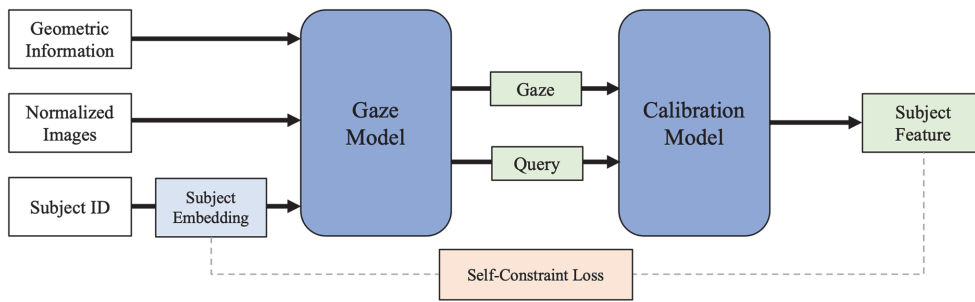 Geometric
Information
Normalized
Images
Subject ID
Subject
Embedding
Gaze
Model
Gaze
Query
Calibration
Model
Subject
Feature
Self-Constraint Loss